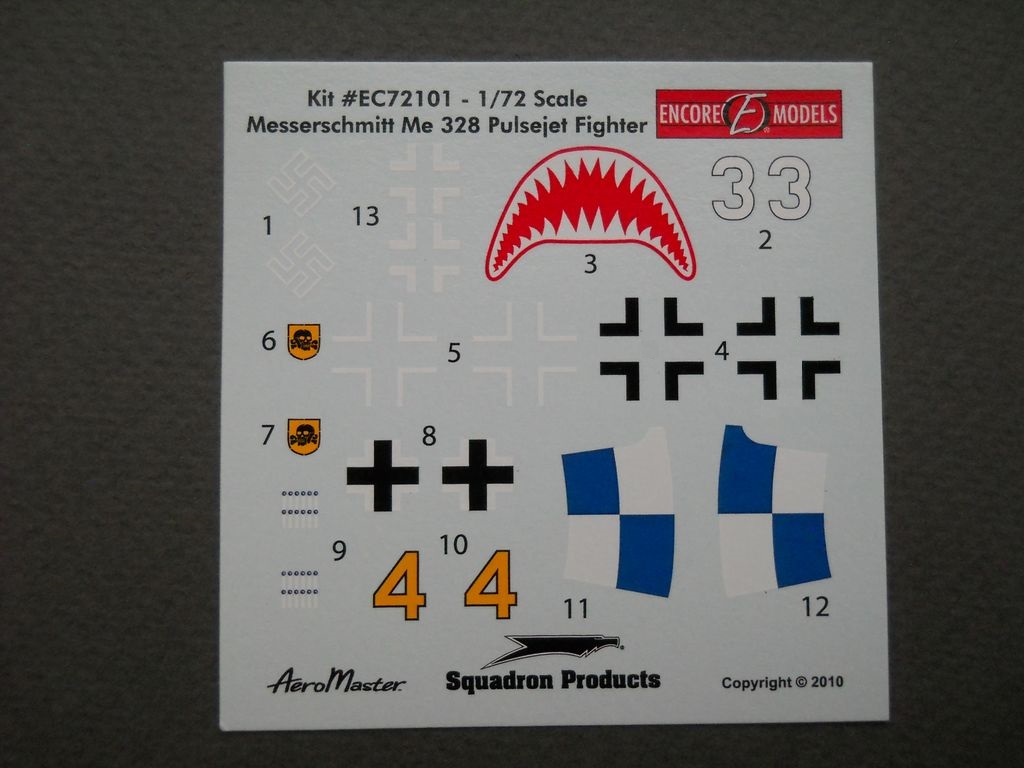 Kit #EC72101 - 1/72 Scale
Messerschmitt Me 328 Pulsejet Fighter
ENCORE E MODELS
33
1
13
3
2
6
5
4
7
8
9
10
4
4
11
12
AeroMaster
Squadron Products
Copyright © 2010